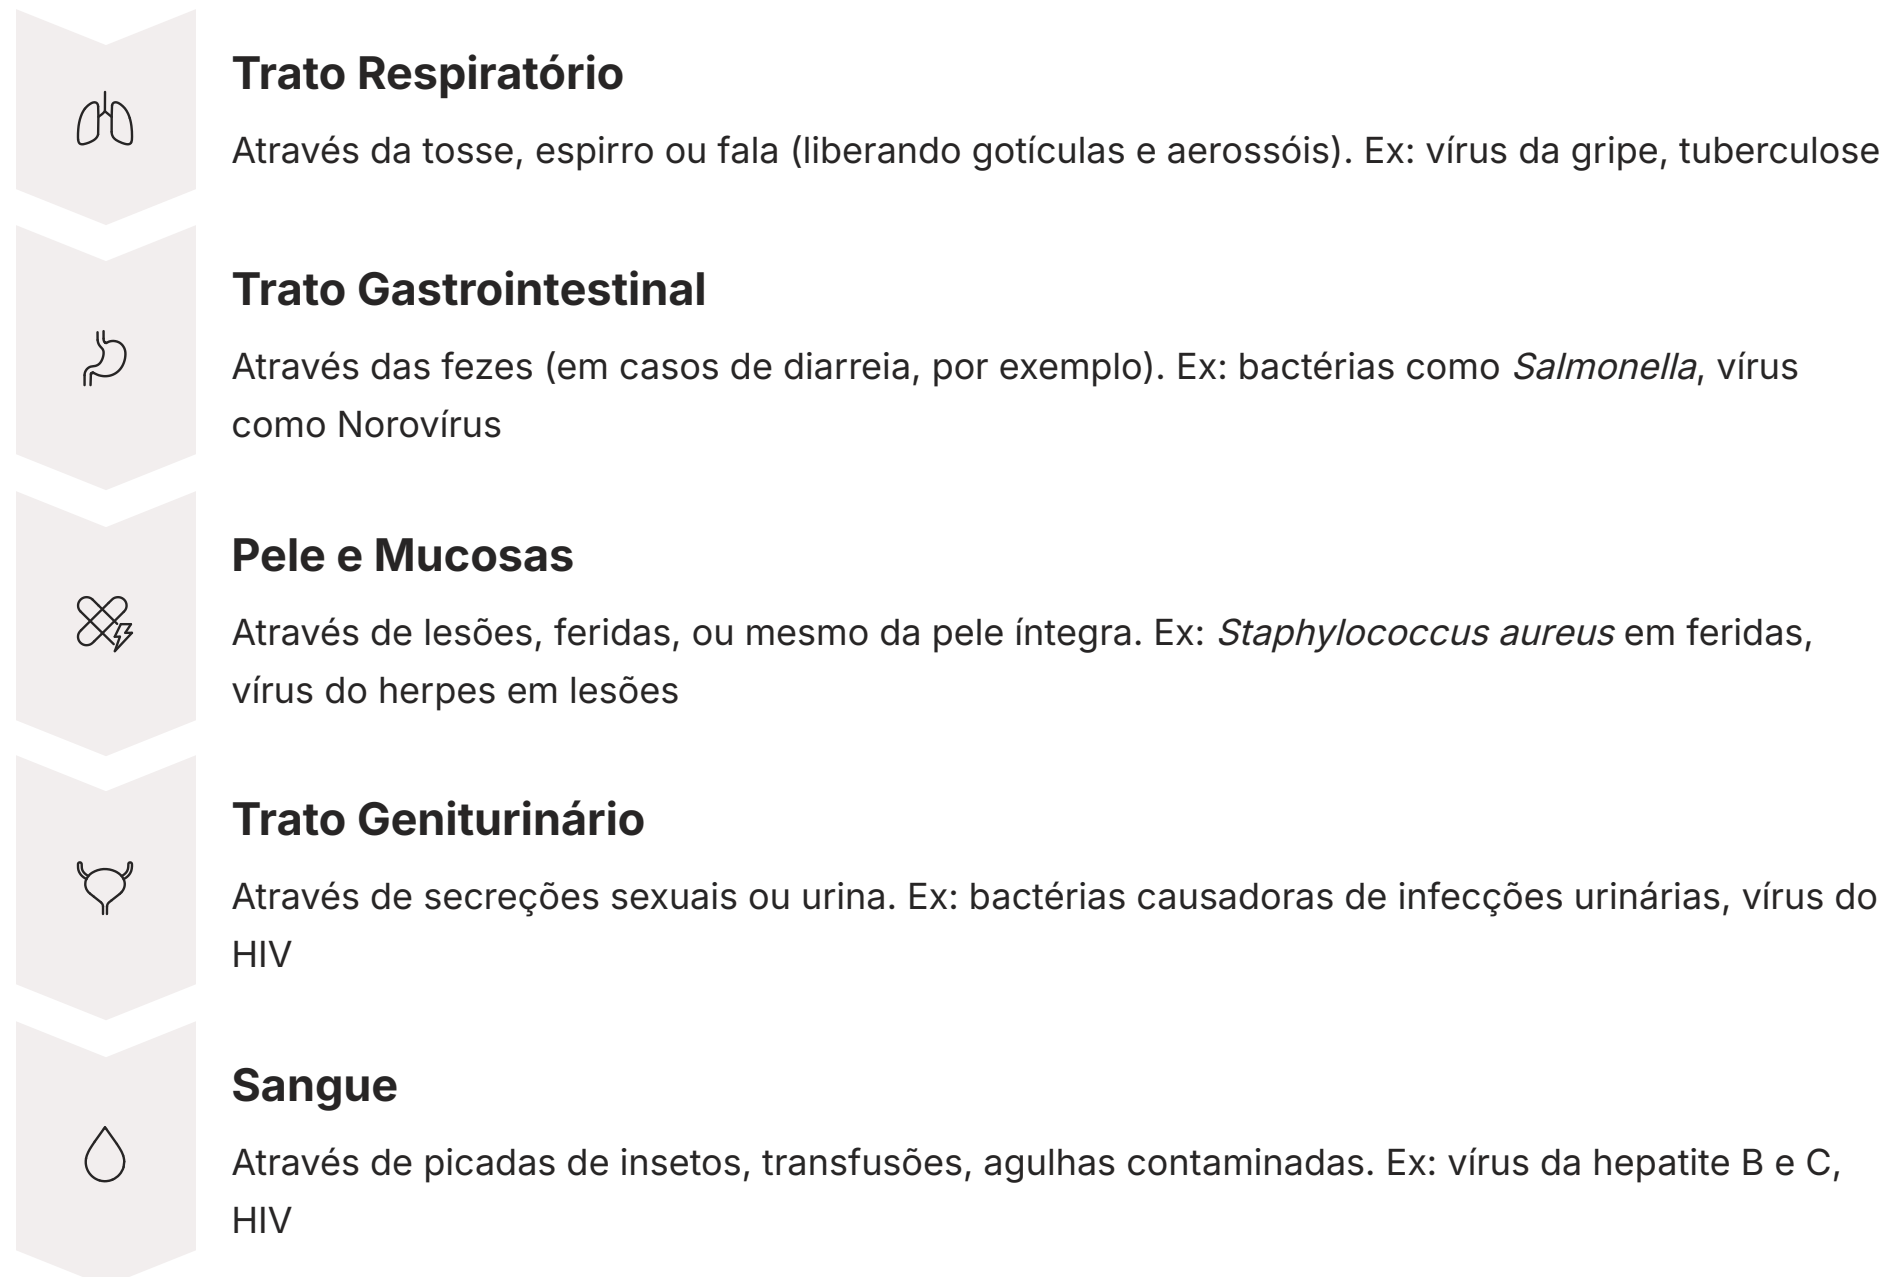 Trato Respiratório
Através da tosse, espirro ou fala (liberando gotículas e aerossóis). Ex: vírus da gripe, tuberculose
Trato Gastrointestinal
Através das fezes (em casos de diarreia, por exemplo). Ex: bactérias como Salmonella, vírus
como Norovírus
Pele e Mucosas
Através de lesões, feridas, ou mesmo da pele íntegra. Ex: Staphylococcus aureus em feridas,
vírus do herpes em lesões
Trato Geniturinário
Através de secreções sexuais ou urina. Ex: bactérias causadoras de infecções urinárias, vírus do
HIV
Sangue
Através de picadas de insetos, transfusões, agulhas contaminadas. Ex: vírus da hepatite B e C,
HIV